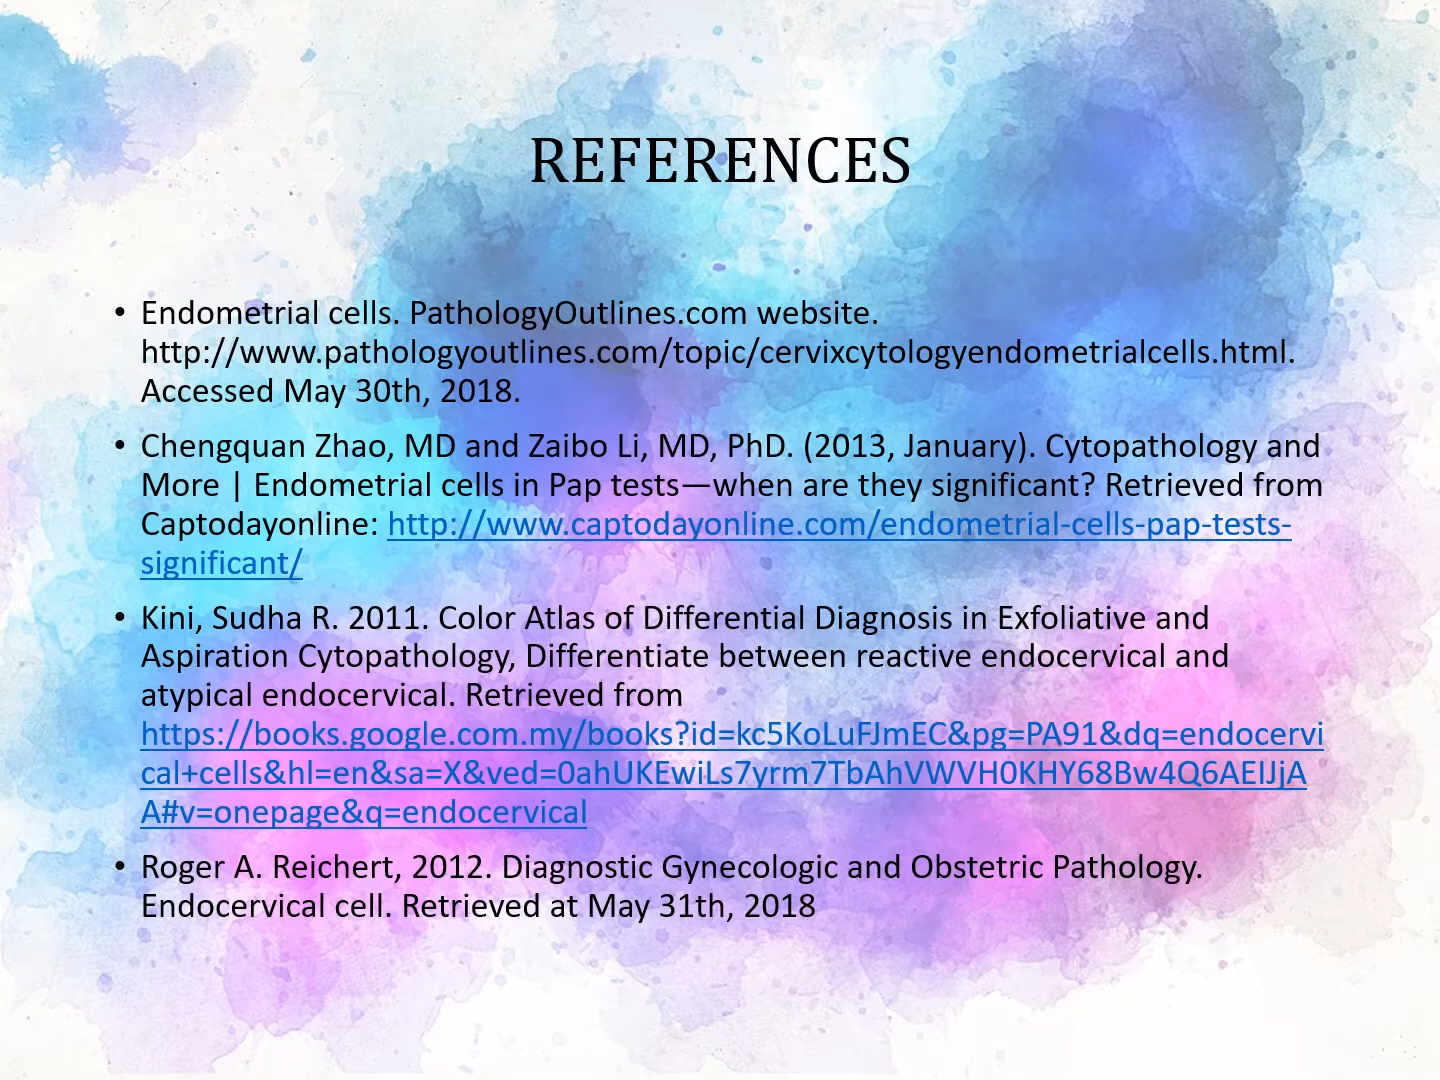 REFERENCES
• Endometrial cells. PathologyOutlines.com website.
http://www.pathologyoutlines.com/topic/cervixcytologyendometrialcells.html.
Accessed May 30th, 2018.
• Chengquan Zhao, MD and Zaibo Li, MD, PhD. (2013, January). Cytopathology and
More | Endometrial cells in Pap tests—when are they significant? Retrieved from
Captodayonline: http://www.captodayonline.com/endometrial-cells-pap-tests-
significant/
• Kini, Sudha R. 2011. Color Atlas of Differential Diagnosis in Exfoliative and
Aspiration Cytopathology, Differentiate between reactive endocervical and
atypical endocervical. Retrieved from
https://books.google.com.my/books?id=kc5KoLuFJmEC&pg=PA91&dq=endocervi
cal+cells&hl=en&sa=X&ved=0ahUKEwiLs7yrm7TbAhVWVH0KHY68Bw4Q6AEIJjA
A#v=onepage&q=endocervical
• Roger A. Reichert, 2012. Diagnostic Gynecologic and Obstetric Pathology.
Endocervical cell. Retrieved at May 31th, 2018